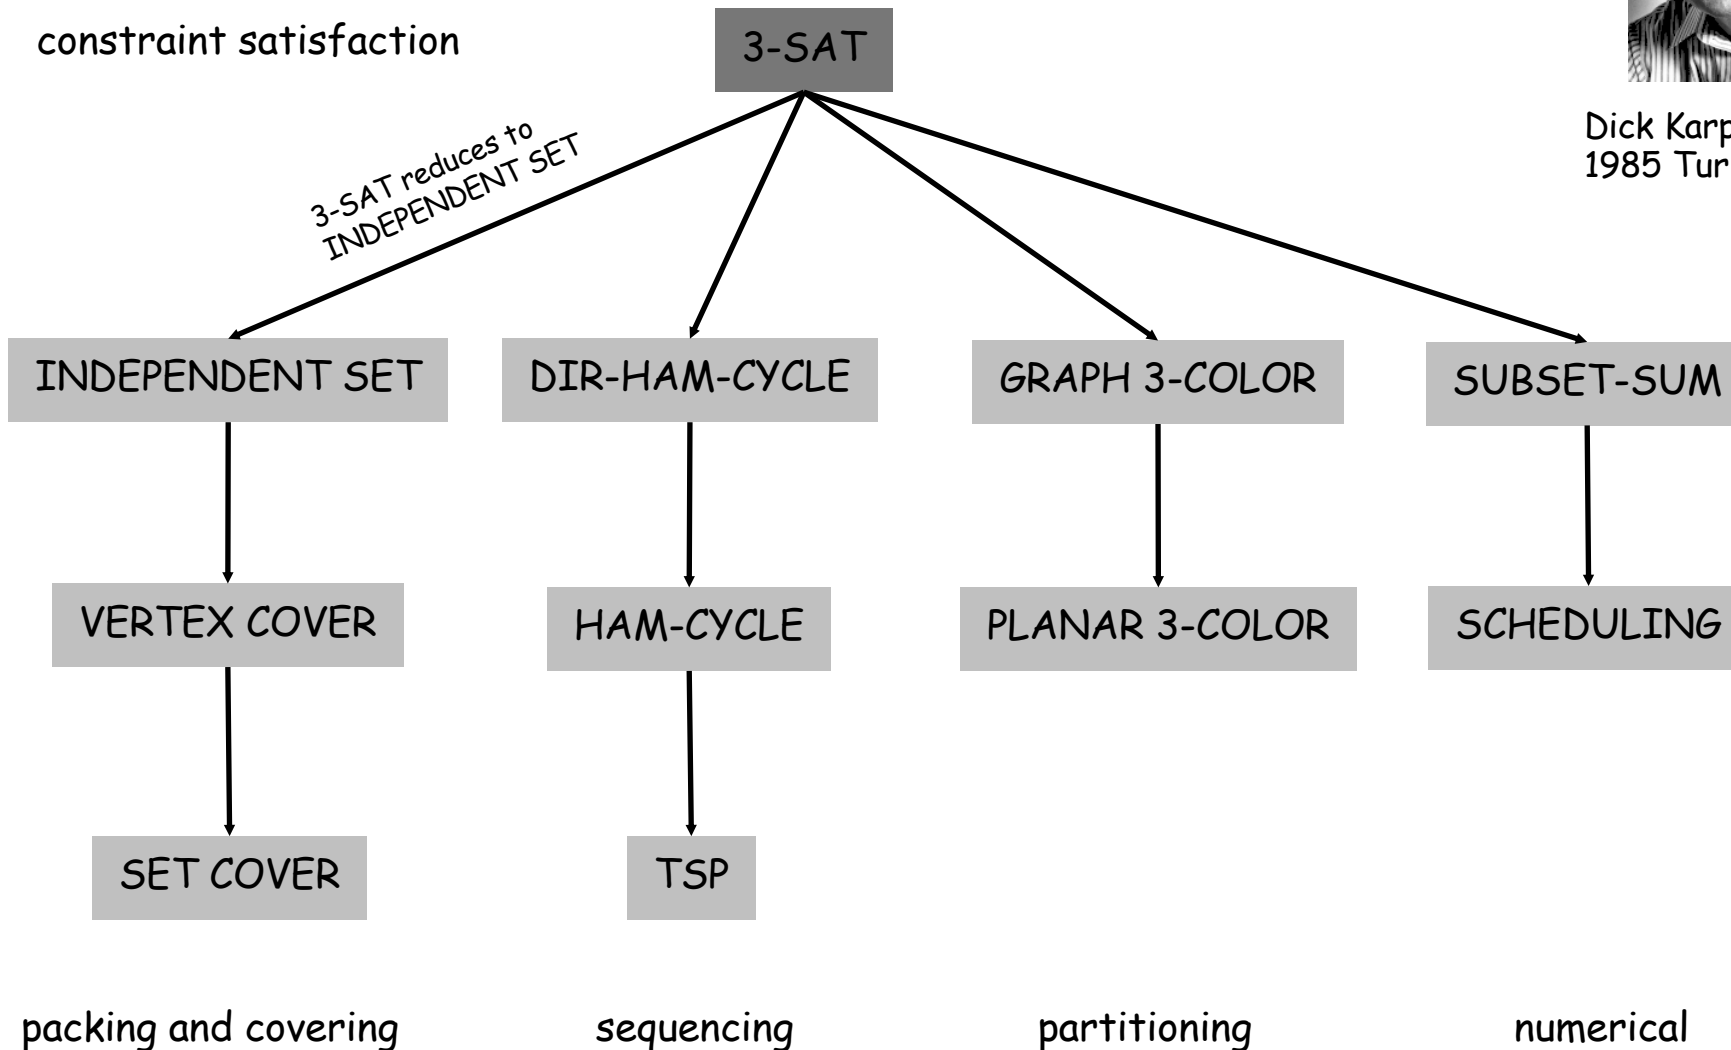 constraint satisfaction
3-SAT
Dick Karp
1985
3-SAT reduces to
INDEPENDENT SET
INDEPENDENT SET
DIR-HAM-CYCLE
GRAPH 3-COLOR
SUBSET-SUM
VERTEX COVER
HAM-CYCLE
PLANAR 3-COLOR
SCHEDULING
SET COVER
TSP
packing and covering
sequencing
partitioning
numerical